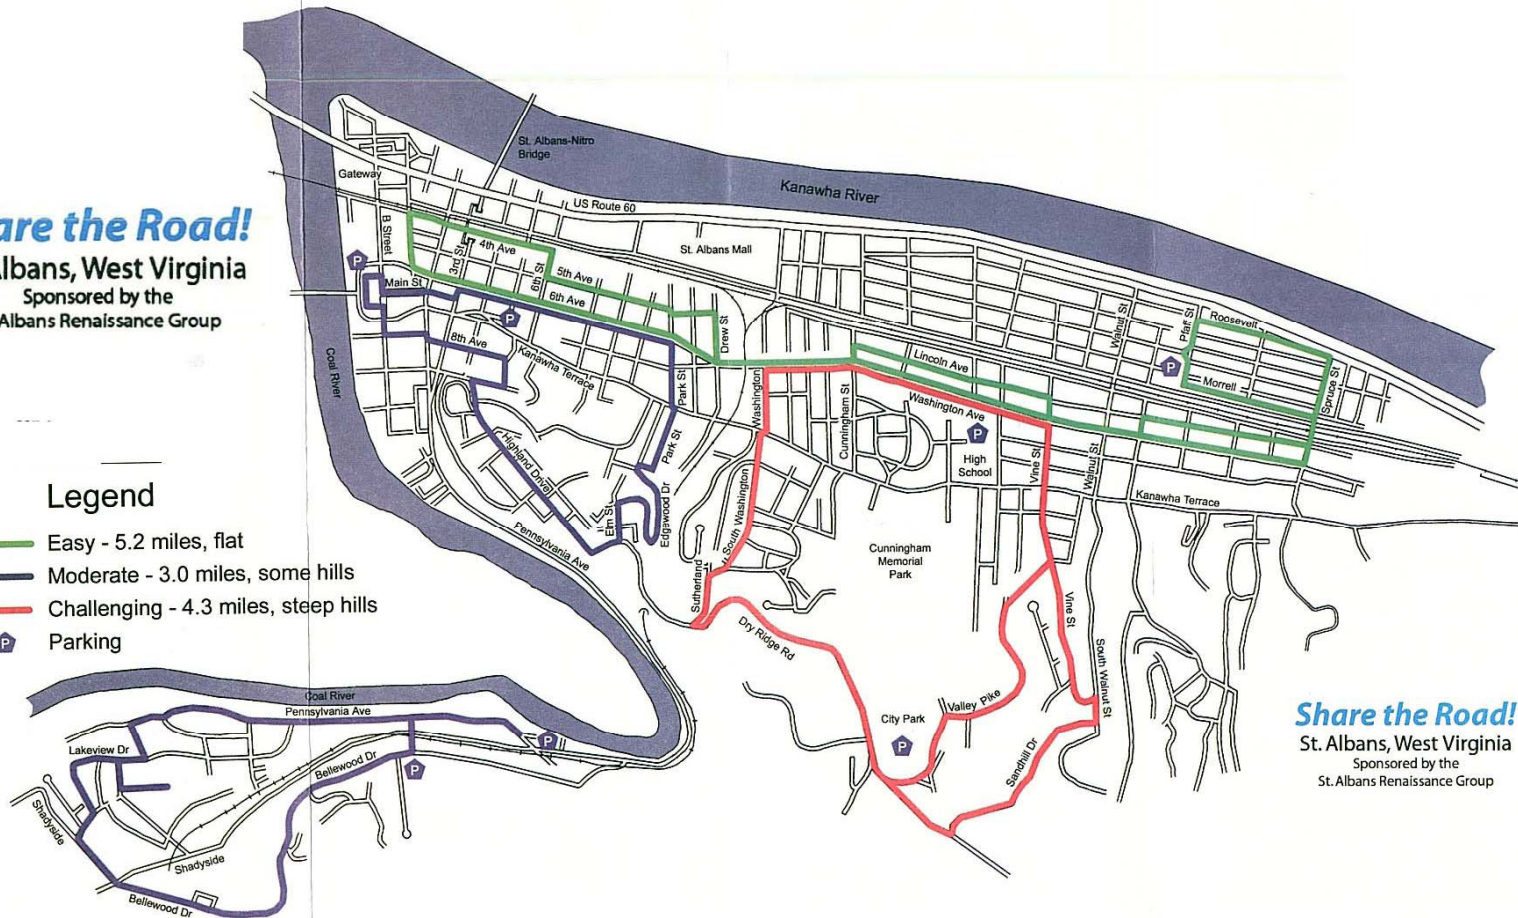 are the Road!
lbans, West Virginia
Sponsored by the
Albans Renaissance Group
Legend
Easy - 5.2 miles, flat
Moderate - 3.0 miles, some hills
Challenging - 4.3 miles, steep hills
P Parking
St. Albans-Nitro
Bridge
Kanawha River
Gateway
US Route 60
B Street
3rd St
4th Ave
St. Albans Mall
P
Main St
6th St
5th Ave
6th Ave
P
Drew St
8th Ave
Kanawha Terrace
Park St
Coal River
Washington
Cunningham St
Lincoln Ave
Washington Ave
Walnut St
Pfaff St
Roosevelt
P
Morrell
Spruce St
P
High
School
Park St
Highland Drive
Elm St
Edgewood Dr
South Washington
Vine St
Walnut St
Kanawha Terrace
Pennsylvania Ave
Sutherland
Cunningham
Memorial
Park
Dry Ridge Rd
Vine St
South Walnut St
Valley Pike
City Park
P
Sandhill Dr
Coal River
Pennsylvania Ave
Lakeview Dr
Bellewood Dr
P
P
Shadyside
Shadyside
Bellewood Dr
Share the Road!
St. Albans, West Virginia
Sponsored by the
St. Albans Renaissance Group